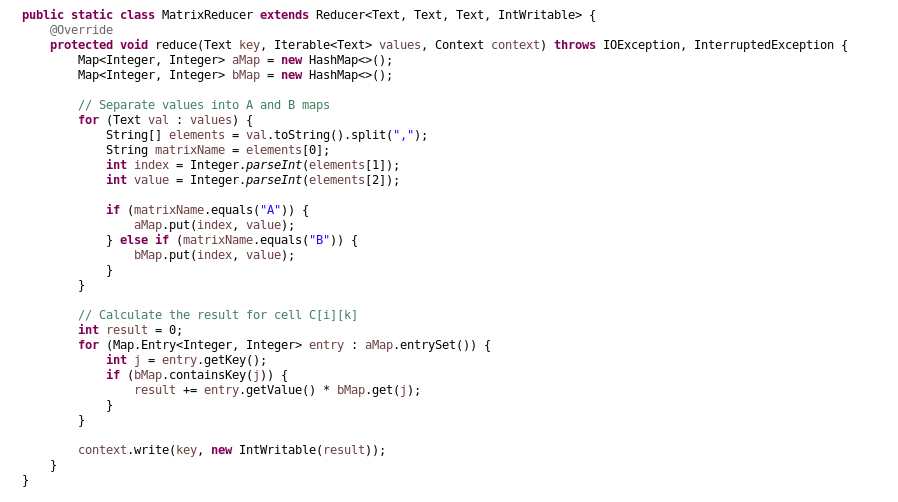 public static class MatrixReducer extends Reducer<Text, Text, Text, IntWritable> {
    @Override
    protected void reduce(Text key, Iterable<Text> values, Context context) throws IOException, InterruptedException {
        Map<Integer, Integer> aMap = new HashMap<>();
        Map<Integer, Integer> bMap = new HashMap<>();

        // Separate values into A and B maps
        for (Text val : values) {
            String[] elements = val.toString().split(",");
            String matrixName = elements[0];
            int index = Integer.parseInt(elements[1]);
            int value = Integer.parseInt(elements[2]);

            if (matrixName.equals("A")) {
                aMap.put(index, value);
            } else if (matrixName.equals("B")) {
                bMap.put(index, value);
            }
        }

        // Calculate the result for cell C[i][k]
        int result = 0;
        for (Map.Entry<Integer, Integer> entry : aMap.entrySet()) {
            int j = entry.getKey();
            if (bMap.containsKey(j)) {
                result += entry.getValue() * bMap.get(j);
            }
        }

        context.write(key, new IntWritable(result));
    }
}